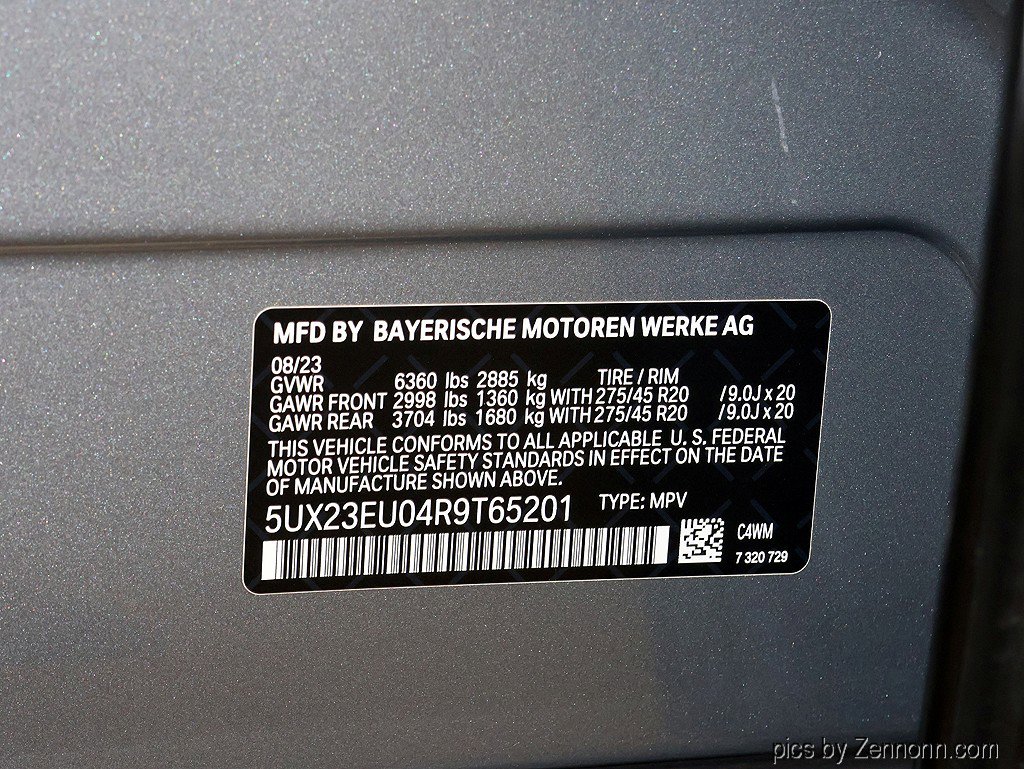 MFD BY BAYERISCHE MOTOREN WERKE AG
08/23
GVWR 6360 lbs 2885 kg TIRE / RIM
GAWR FRONT 2998 lbs 1360 kg WITH 275/45 R20 /9.0J x 20
GAWR REAR 3704 lbs 1680 kg WITH 275/45 R20 /9.0J x 20
THIS VEHICLE CONFORMS TO ALL APPLICABLE U. S. FEDERAL
MOTOR VEHICLE SAFETY STANDARDS IN EFFECT ON THE DATE
OF MANUFACTURE SHOWN ABOVE.
5UX23EU04R9T65201 TYPE: MPV
C4WM
7 320 729
pics by Zennonn.com